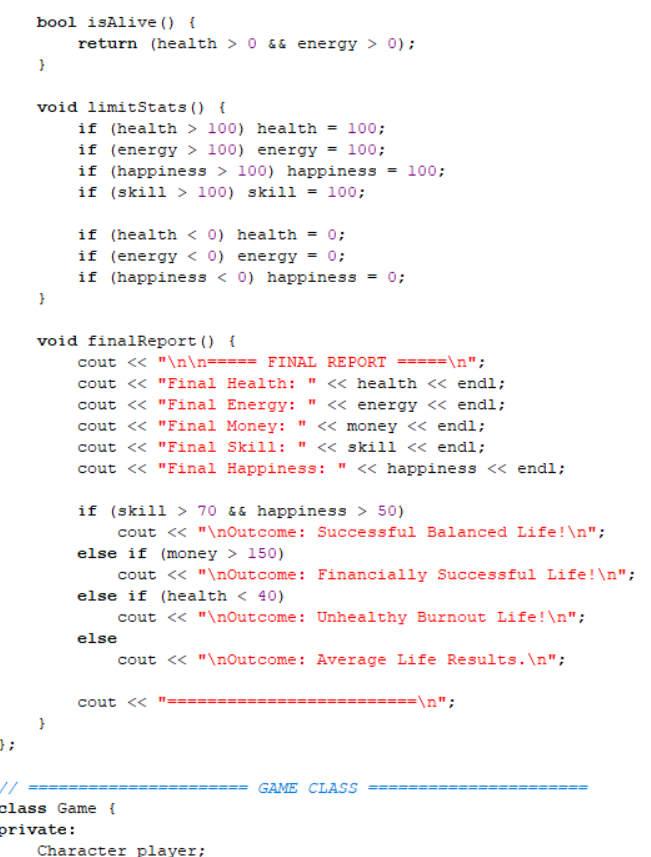 bool isAlive() {
return (health > 0 && energy > 0);
}
void limitStats() {
if (health > 100) health = 100;
if (energy > 100) energy = 100;
if (happiness > 100) happiness = 100;
if (skill > 100) skill = 100;
if (health < 0) health = 0;
if (energy < 0) energy = 0;
if (happiness < 0) happiness = 0;
}
void finalReport() {
cout << "\n\n===== FINAL REPORT =====\n";
cout << "Final Health: " << health << endl;
cout << "Final Energy: " << energy << endl;
cout << "Final Money: " << money << endl;
cout << "Final Skill: " << skill << endl;
cout << "Final Happiness: " << happiness << endl;
if (skill > 70 && happiness > 50)
cout << "\nOutcome: Successful Balanced Life!\n";
else if (money > 150)
cout << "\nOutcome: Financially Successful Life!\n";
else if (health < 40)
cout << "\nOutcome: Unhealthy Burnout Life!\n";
else
cout << "\nOutcome: Average Life Results.\n";
cout << "=========================\n";
}
};
// ====================== GAME CLASS ======================
class Game {
private:
Character player;